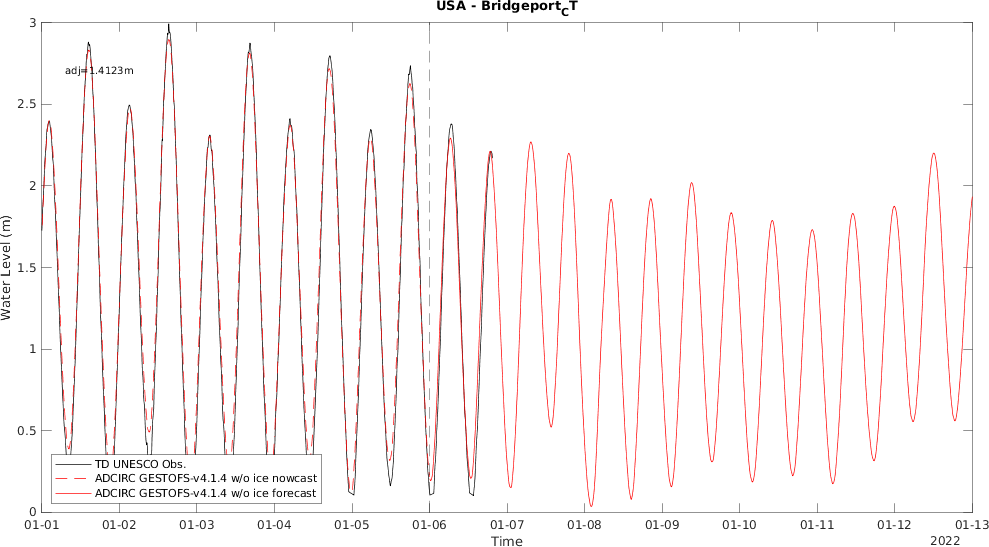 USA - Bridgeport_CT
3
adj=1.4123m
2.5
2
1.5
1
0.5
0
Water Level (m)
TD UNESCO Obs.
ADCIRC GESTOFS-v4.1.4 w/o ice nowcast
ADCIRC GESTOFS-v4.1.4 w/o ice forecast
01-01 01-02 01-03 01-04 01-05 01-06 01-07 01-08 01-09 01-10 01-11 01-12 01-13
Time
2022